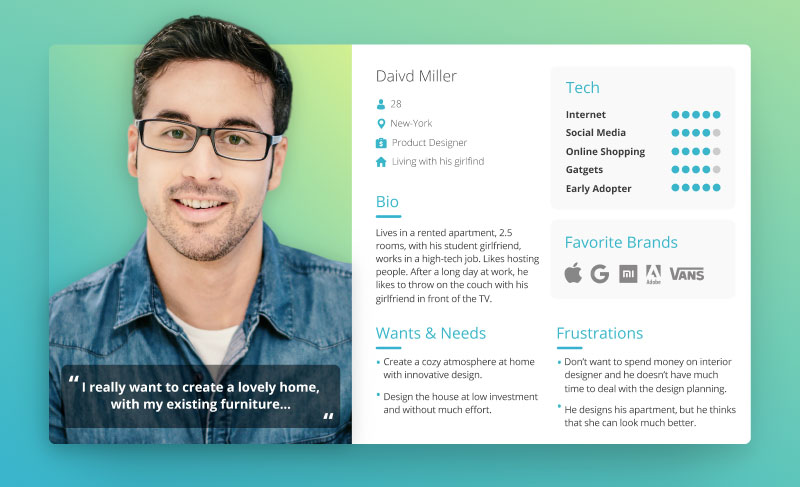 Daivd Miller
28
New-York
Product Designer
Living with his girlfind
Bio
Lives in a rented apartment, 2.5
rooms, with his student girlfriend,
works in a high-tech job. Likes hosting
people. After a long day at work, he
likes to throw on the couch with his
girlfriend in front of the TV.
Tech
Internet
Social Media
Online Shopping
Gatgets
Early Adopter
Favorite Brands
G
mi
Adobe
VANS
Wants & Needs
• Create a cozy atmosphere at home
with innovative design.
• Design the house at low investment
and without much effort.
Frustrations
• Don't want to spend money on interior
designer and he doesn't have much
time to deal with the design planning.
• He designs his apartment, but he thinks
that she can look much better.
“ I really want to create a lovely home,
with my existing furniture... “